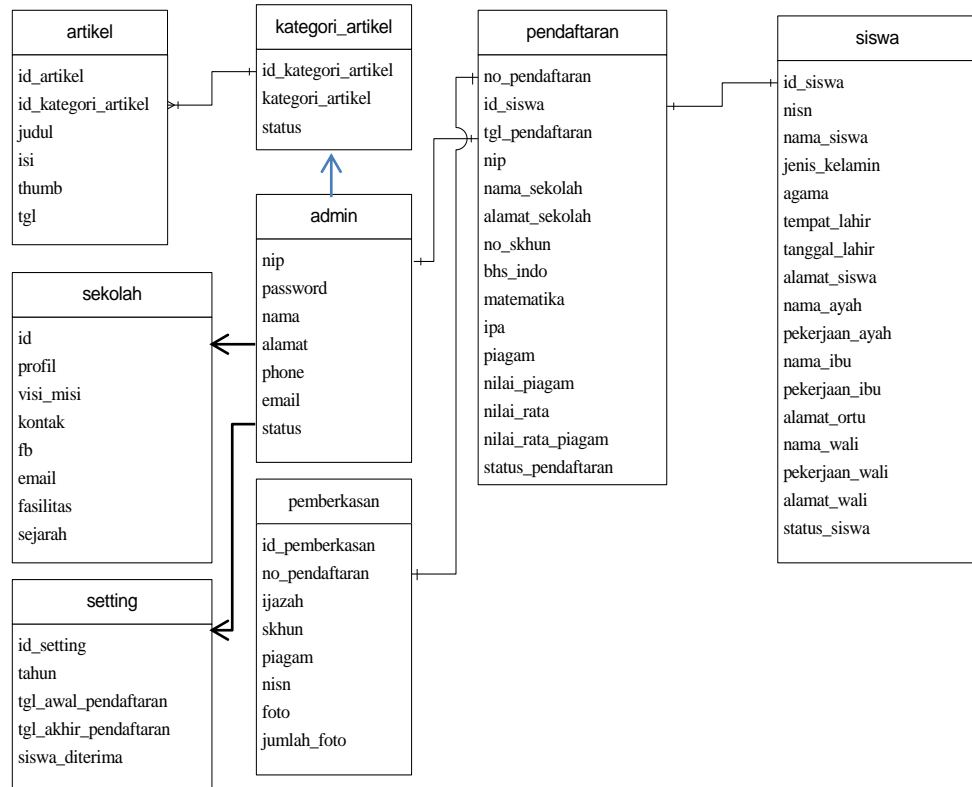 artikel
id_artikel
id_kategori_artikel
judul
isi
thumb
tgl
kategori_artikel
id_kategori_artikel
kategori_artikel
status
pendaftaran
no_pendaftaran
id_siswa
tgl_pendaftaran
nip
nama_sekolah
alamat_sekolah
no_skhun
bhs_indo
matematika
ipa
piagam
nilai_piagam
nilai_rata
nilai_rata_piagam
status_pendaftaran
siswa
id_siswa
nisn
nama_siswa
jenis_kelamin
agama
tempat_lahir
tanggal_lahir
alamat_siswa
nama_ayah
pekerjaan_ayah
nama_ibu
pekerjaan_ibu
alamat_ortu
nama_wali
pekerjaan_wali
alamat_wali
status_siswa
admin
nip
password
nama
alamat
phone
email
status
sekolah
id
profil
visi_misi
kontak
fb
email
fasilitas
sejarah
pemberkasan
id_pemberkasan
no_pendaftaran
ijazah
skhun
piagam
nisn
foto
jumlah_foto
setting
id_setting
tahun
tgl_awal_pendaftaran
tgl_akhir_pendaftaran
siswa_diterima